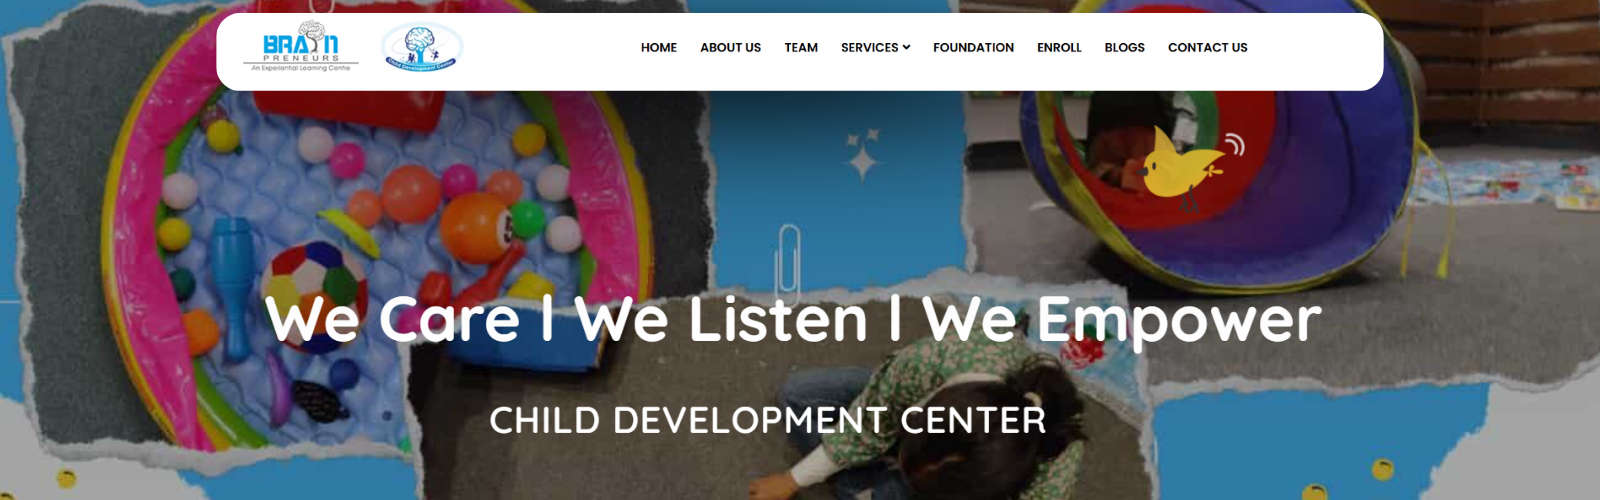 BRAIN
PRENEURS
An Experiential Learning Centre
Child Development Center
HOME ABOUT US TEAM SERVICES FOUNDATION ENROLL BLOGS CONTACT US
We Care | We Listen | We Empower
CHILD DEVELOPMENT CENTER